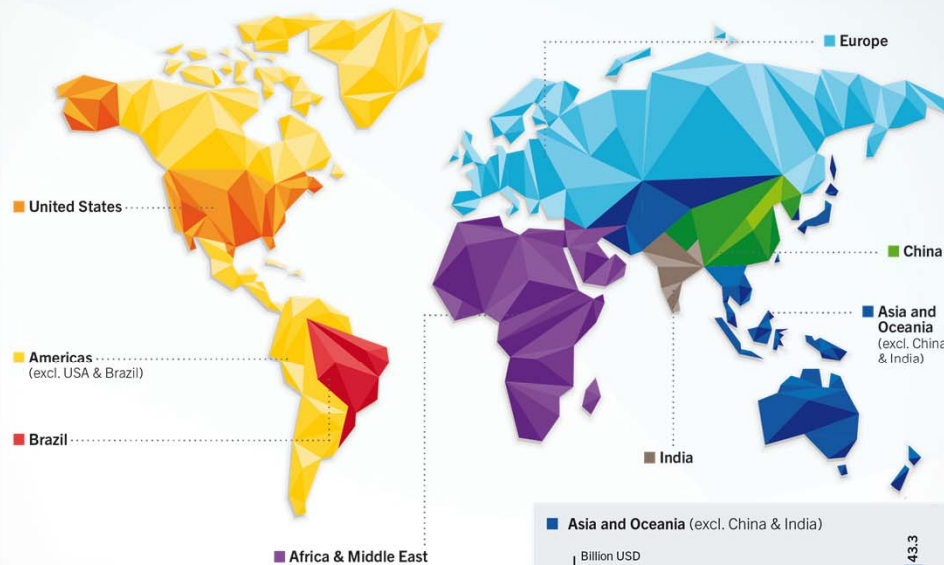 Europe
United States
China
Asia and
Oceania
(excl. China
& India)
Americas
(excl. USA & Brazil)
Brazil
India
Africa & Middle East
Asia and Oceania (excl. China & India)
Billion USD
43.3